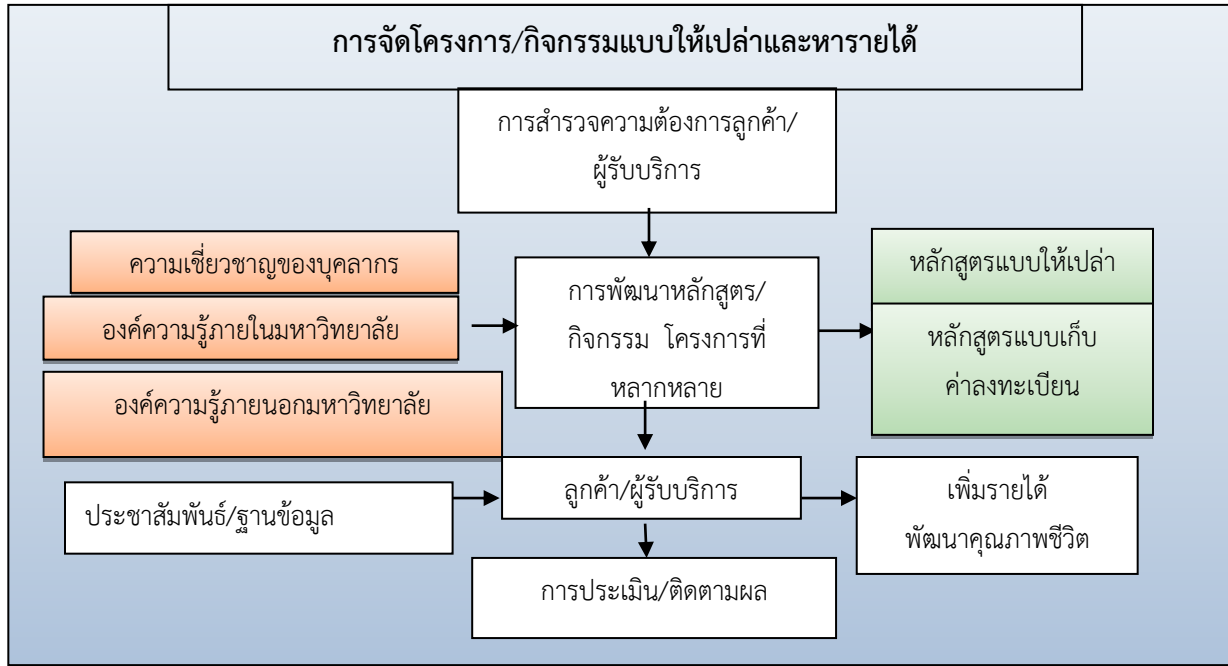 การจัดโครงการ/กิจกรรมแบบให้เปล่าและหารายได้
การสำรวจความต้องการลูกค้า/
ผู้รับบริการ
ความเชี่ยวชาญของบุคลากร
องค์ความรู้ภายในมหาวิทยาลัย
องค์ความรู้ภายนอกมหาวิทยาลัย
การพัฒนาหลักสูตร/
กิจกรรม โครงการที่
หลากหลาย
หลักสูตรแบบให้เปล่า
หลักสูตรแบบเก็บ
ค่าลงทะเบียน
ประชาสัมพันธ์/ฐานข้อมูล
ลูกค้า/ผู้รับบริการ
เพิ่มรายได้
พัฒนาคุณภาพชีวิต
การประเมิน/ติดตามผล